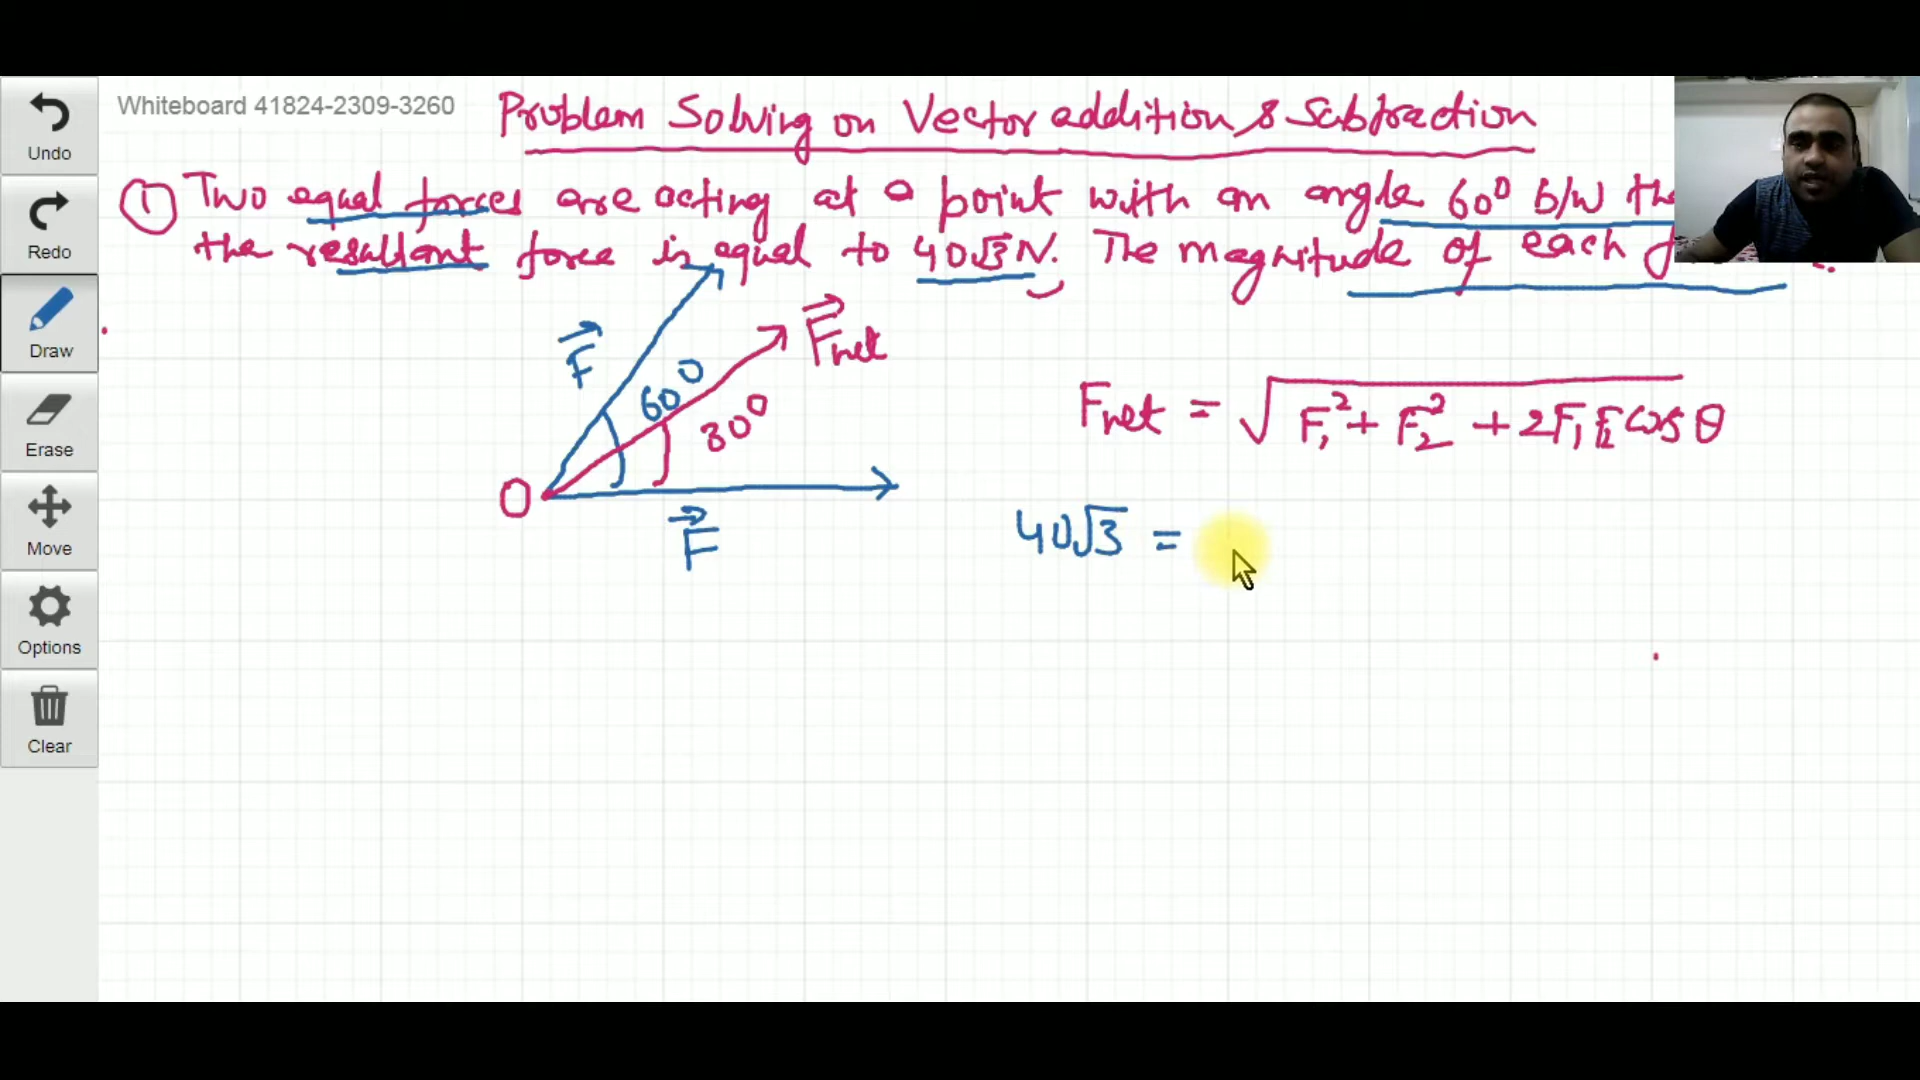 Whiteboard 41824-2309-3260
Problem Solving on Vector addition & Subtraction
① Two equal forces are acting at a point with an angle 60° b/w
the resultant force is equal to 40√3 N. The magnitude of each
Undo
Redo
Draw
Erase
Move
Options
Clear
F⃗
60°
F⃗net
30°
O
F⃗
Fnet = √F₁² + F₂² + 2F₁F₂ cos θ
40√3 =